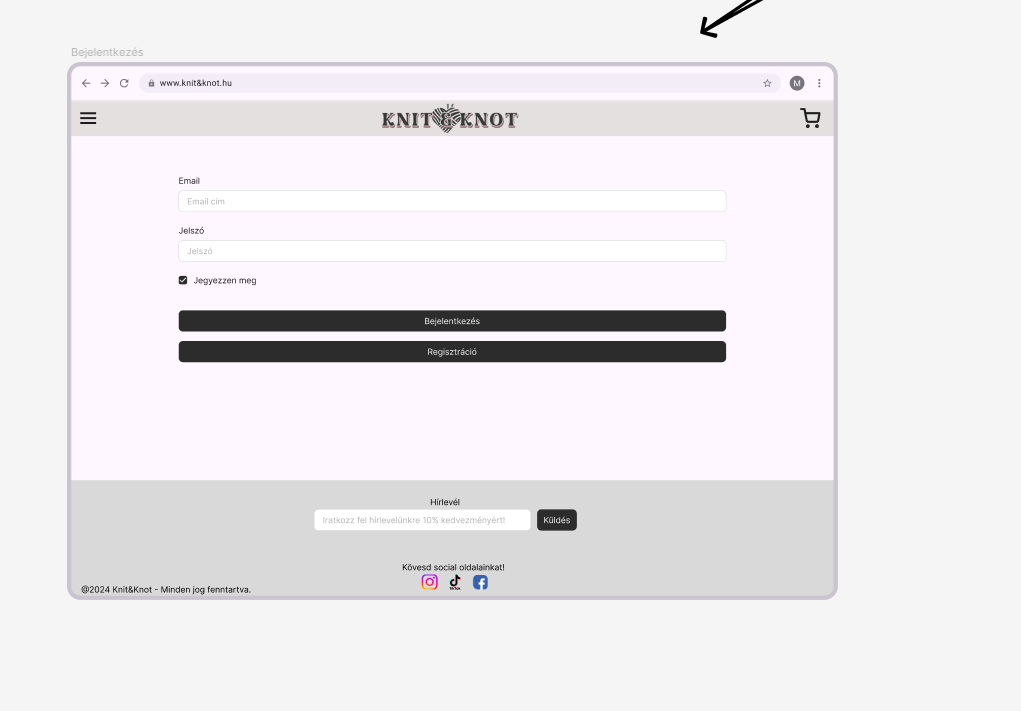 Bejelentkezés
www.knit&knot.hu
M
KNIT&KNOT
Email
Email cím
Jelszó
Jelszó
Jegyezzen meg
Bejelentkezés
Regisztráció
Hírlevél
Iratkozz fel hírlevelünkre 10% kedvezményért!
Küldés
Kövesd social oldalainkat!
TikTok
@2024 Knit&Knot - Minden jog fenntartva.